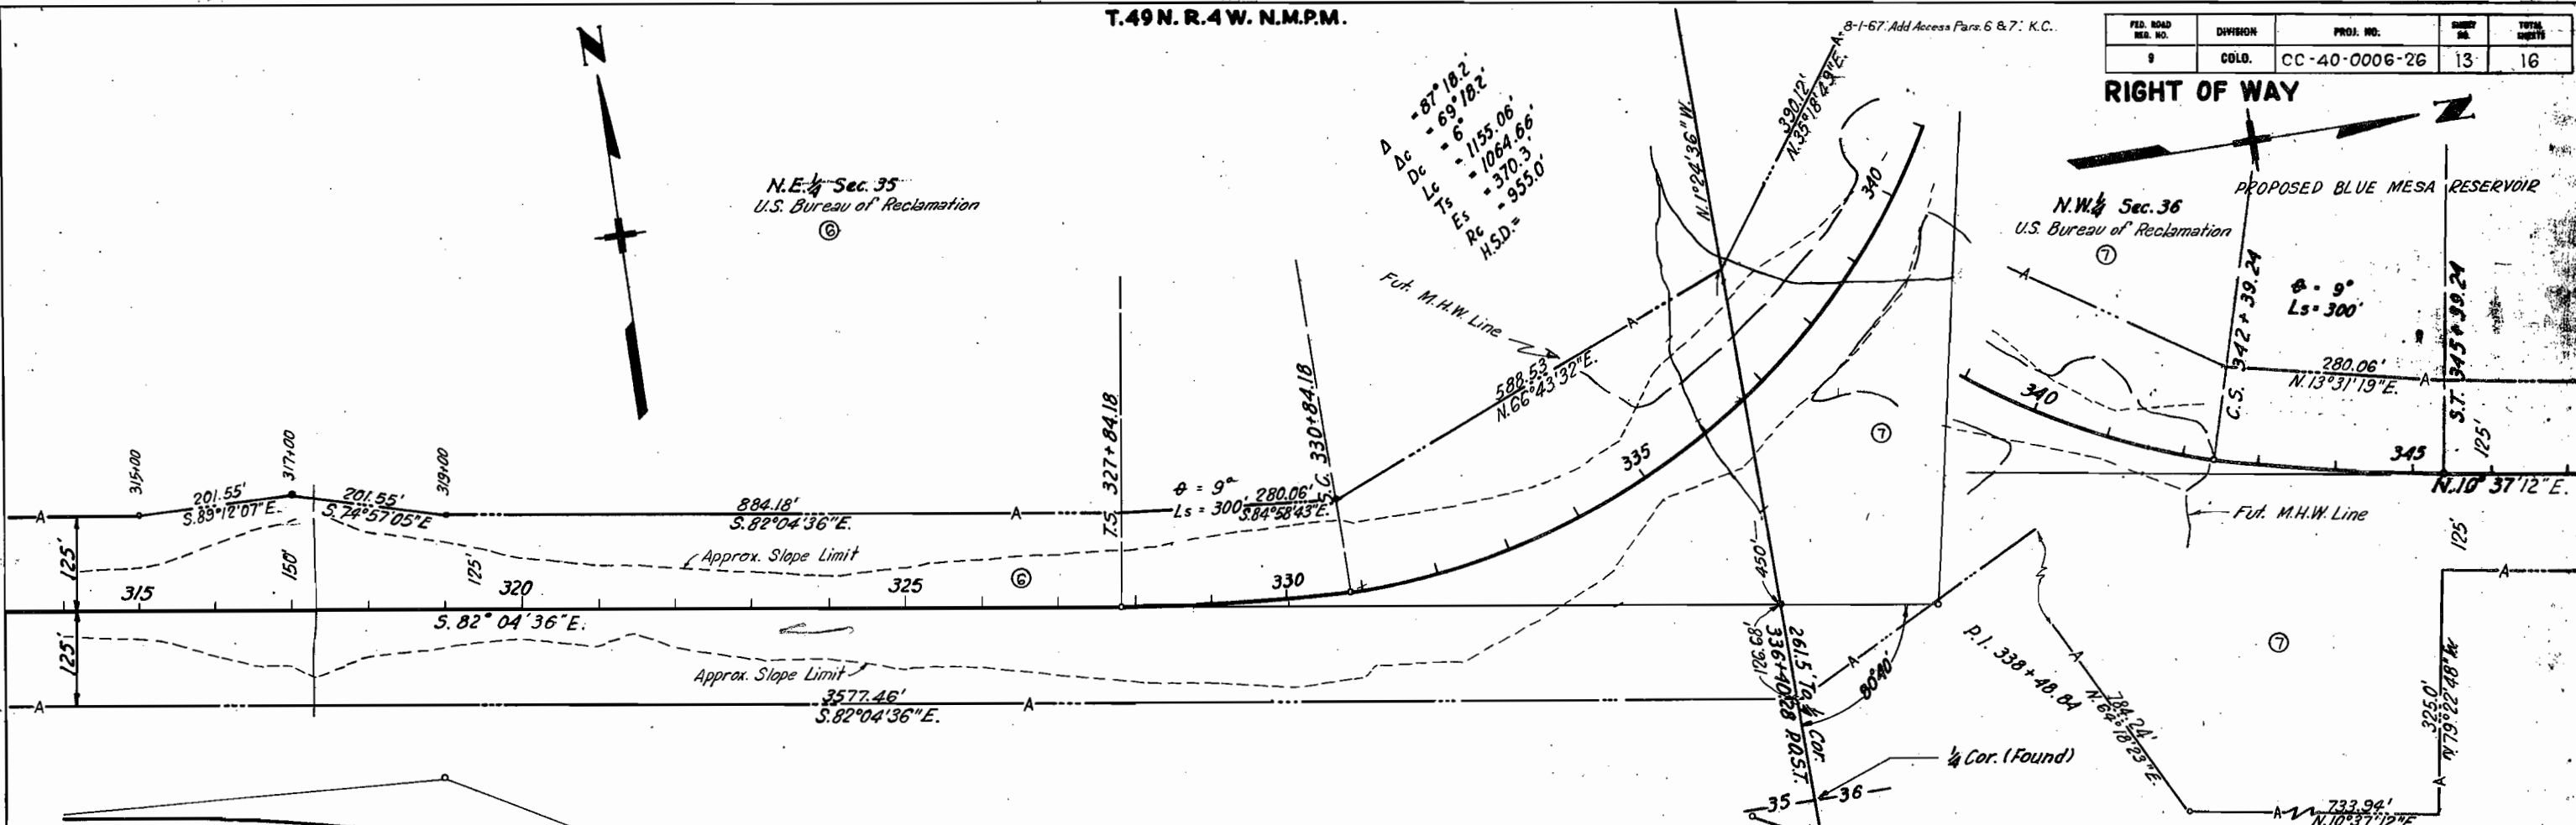 T.49 N. R.4 W. N.M.P.M.
8-1-67: Add Access Pars. 6 & 7: K.C.
FED. ROAD REG. NO.
DIVISION
PROJ. NO.
SHEET NO.
TOTAL SHEETS
9
COLO.
CC-40-0006-26
13
16
RIGHT OF WAY
N
N
N.E.¼ Sec. 35
U.S. Bureau of Reclamation
⑥
Δ = 87° 18.2'
Δc = 69° 18.2'
Dc = 6°
Lc = 1155.06'
Ts = 1064.66'
Es = 370.3'
Rc = 955.0'
H.S.D. =
N.1°24'36"W.
390.12'
N.35°18'49"E.
A
PROPOSED BLUE MESA RESERVOIR
N.W.¼ Sec. 36
U.S. Bureau of Reclamation
⑦
θ = 9°
Ls = 300'
C.S. 342 + 39.24
S.T. 345 + 39.24
280.06'
N.13°31'19"E.
A
A
340
345
125'
N.10° 37'12"E.
Fut. M.H.W. Line
125'
Fut. M.H.W. Line
A
588.53'
N.66°43'32"E.
340
335
⑦
315+00
317+00
319+00
201.55'
S.89°12'07"E.
201.55'
S.74°57'05"E
884.18'
S.82°04'36"E.
A
A
T.S. 327+84.18
θ = 9°
Ls = 300'
280.06'
S.84°58'43"E.
S.C. 330+84.18
125'
150'
125'
Approx. Slope Limit
⑥
315
320
325
330
S. 82° 04'36"E.
125'
Approx. Slope Limit
3577.46'
S.82°04'36"E.
A
A
450'
126.68'
261.5' To ¼ Cor.
336+40.28 P.O.S.T.
80°40'
A
P.I. 338+48.84
A
784.24'
N.64°18'23"E.
⑦
325.0'
N.79°22'48"W
A
A
¼ Cor. (Found)
35
36
A
733.94'
N.10°37'12"E